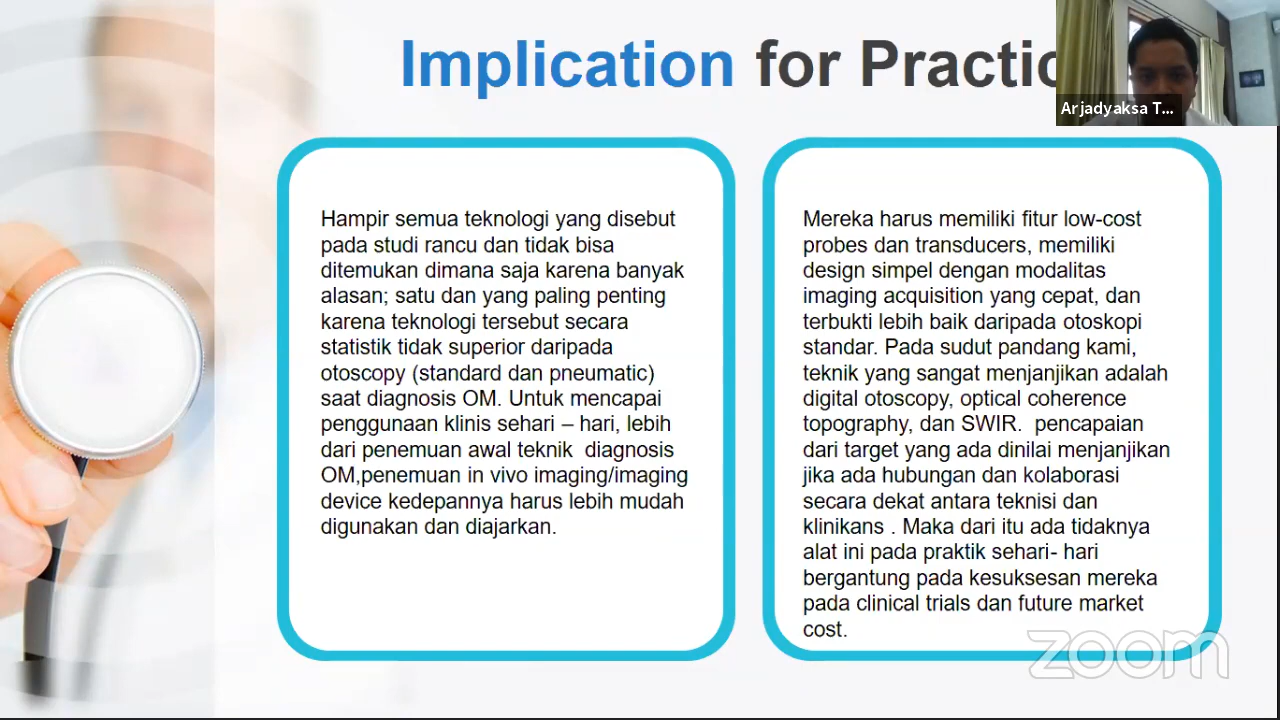 Implication for Practic
Arjadyaksa T...
Hampir semua teknologi yang disebut
pada studi rancu dan tidak bisa
ditemukan dimana saja karena banyak
alasan; satu dan yang paling penting
karena teknologi tersebut secara
statistik tidak superior daripada
otoscopy (standard dan pneumatic)
saat diagnosis OM. Untuk mencapai
penggunaan klinis sehari – hari, lebih
dari penemuan awal teknik  diagnosis
OM,penemuan in vivo imaging/imaging
device kedepannya harus lebih mudah
digunakan dan diajarkan.
Mereka harus memiliki fitur low-cost
probes dan transducers, memiliki
design simpel dengan modalitas
imaging acquisition yang cepat, dan
terbukti lebih baik daripada otoskopi
standar. Pada sudut pandang kami,
teknik yang sangat menjanjikan adalah
digital otoscopy, optical coherence
topography, dan SWIR.  pencapaian
dari target yang ada dinilai menjanjikan
jika ada hubungan dan kolaborasi
secara dekat antara teknisi dan
klinikans . Maka dari itu ada tidaknya
alat ini pada praktik sehari- hari
bergantung pada kesuksesan mereka
pada clinical trials dan future market
cost.
zoom